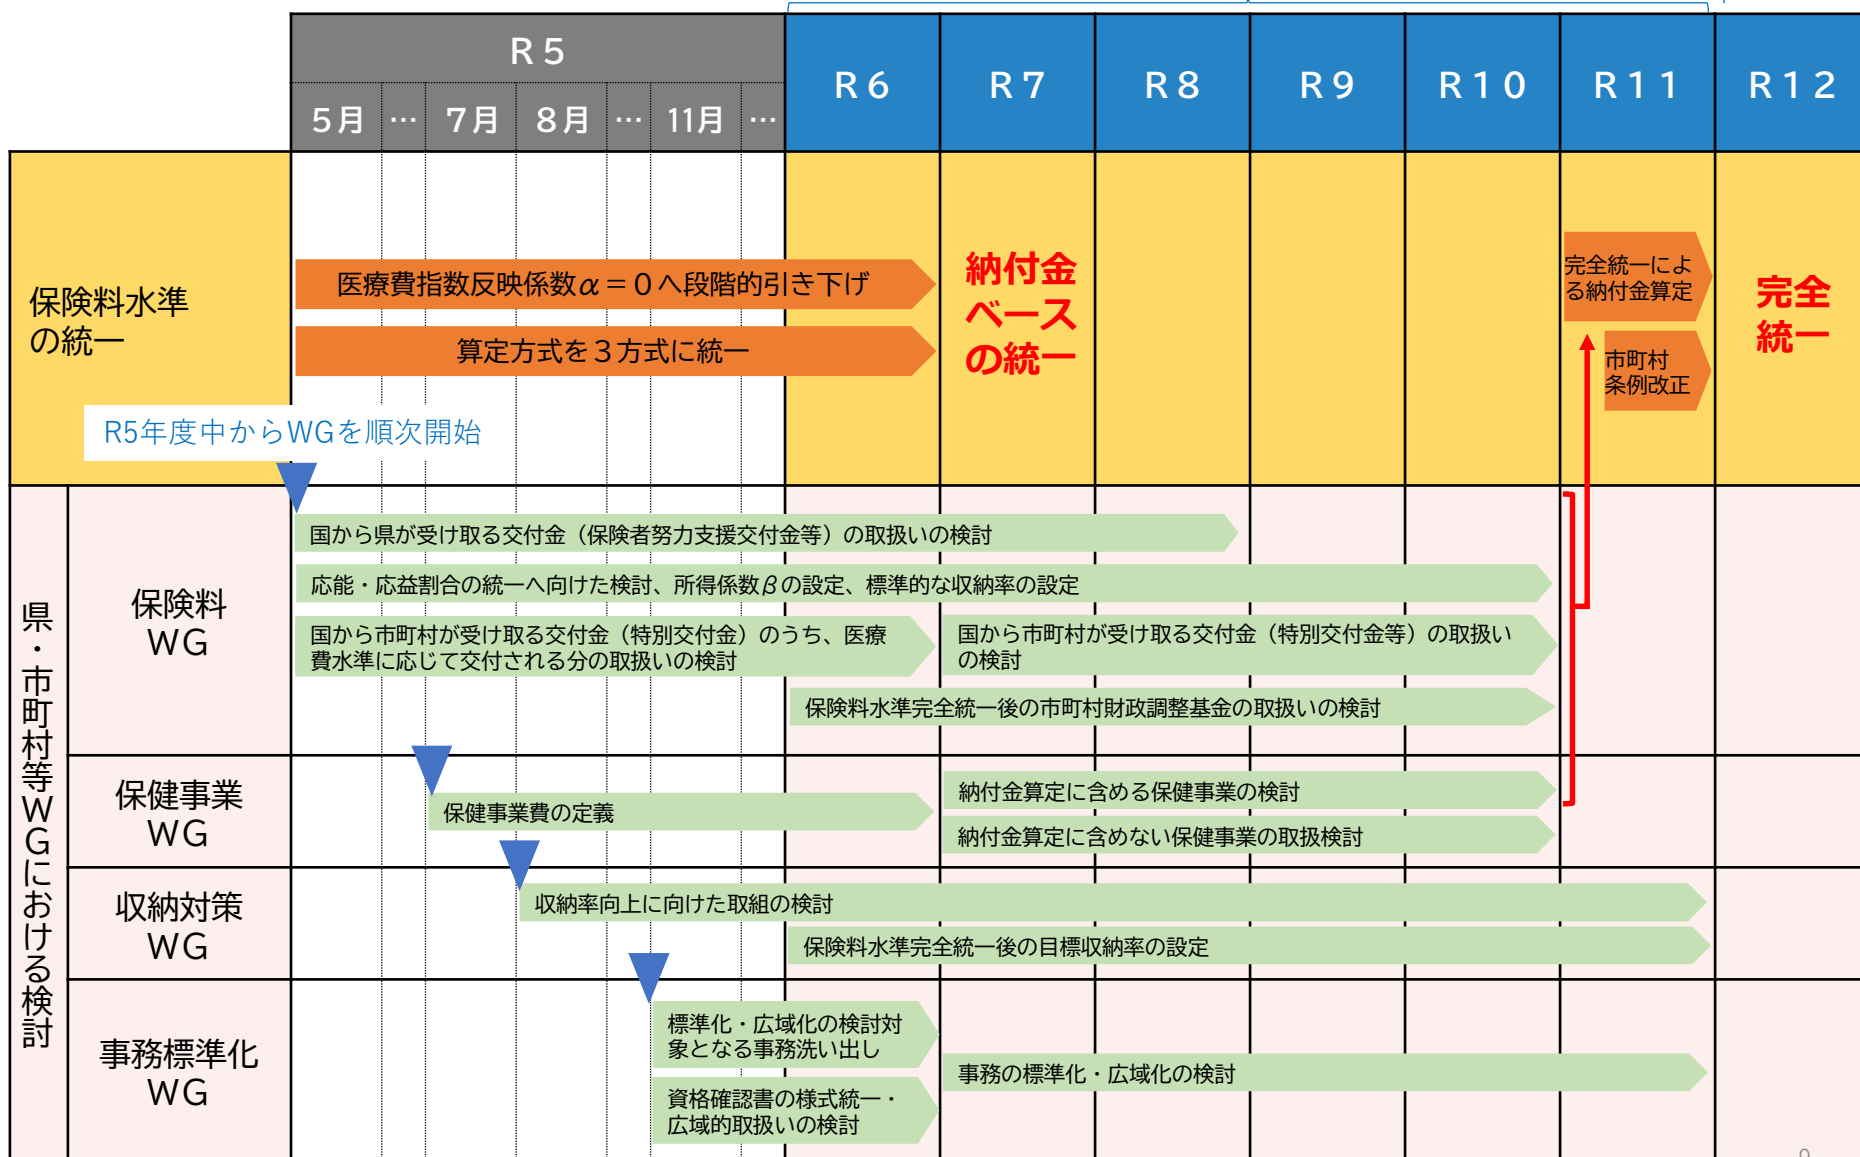 R5
R6
R7
R8
R9
R10
R11
R12
5月
…
7月
8月
…
11月
…
保険料水準
の統一
医療費指数反映係数α=0へ段階的引き下げ
算定方式を3方式に統一
納付金
ベース
の統一
完全統一によ
る納付金算定
市町村
条例改正
完全
統一
R5年度中からWGを順次開始
県・市町村等WGにおける検討
保険料
WG
国から県が受け取る交付金（保険者努力支援交付金等）の取扱いの検討
応能・応益割合の統一へ向けた検討、所得係数βの設定、標準的な収納率の設定
国から市町村が受け取る交付金（特別交付金）のうち、医療
費水準に応じて交付される分の取扱いの検討
国から市町村が受け取る交付金（特別交付金等）の取扱い
の検討
保険料水準完全統一後の市町村財政調整基金の取扱いの検討
保健事業
WG
保健事業費の定義
納付金算定に含める保健事業の検討
納付金算定に含めない保健事業の取扱検討
収納対策
WG
収納率向上に向けた取組の検討
保険料水準完全統一後の目標収納率の設定
事務標準化
WG
標準化・広域化の検討対
象となる事務洗い出し
資格確認書の様式統一・
広域的取扱いの検討
事務の標準化・広域化の検討